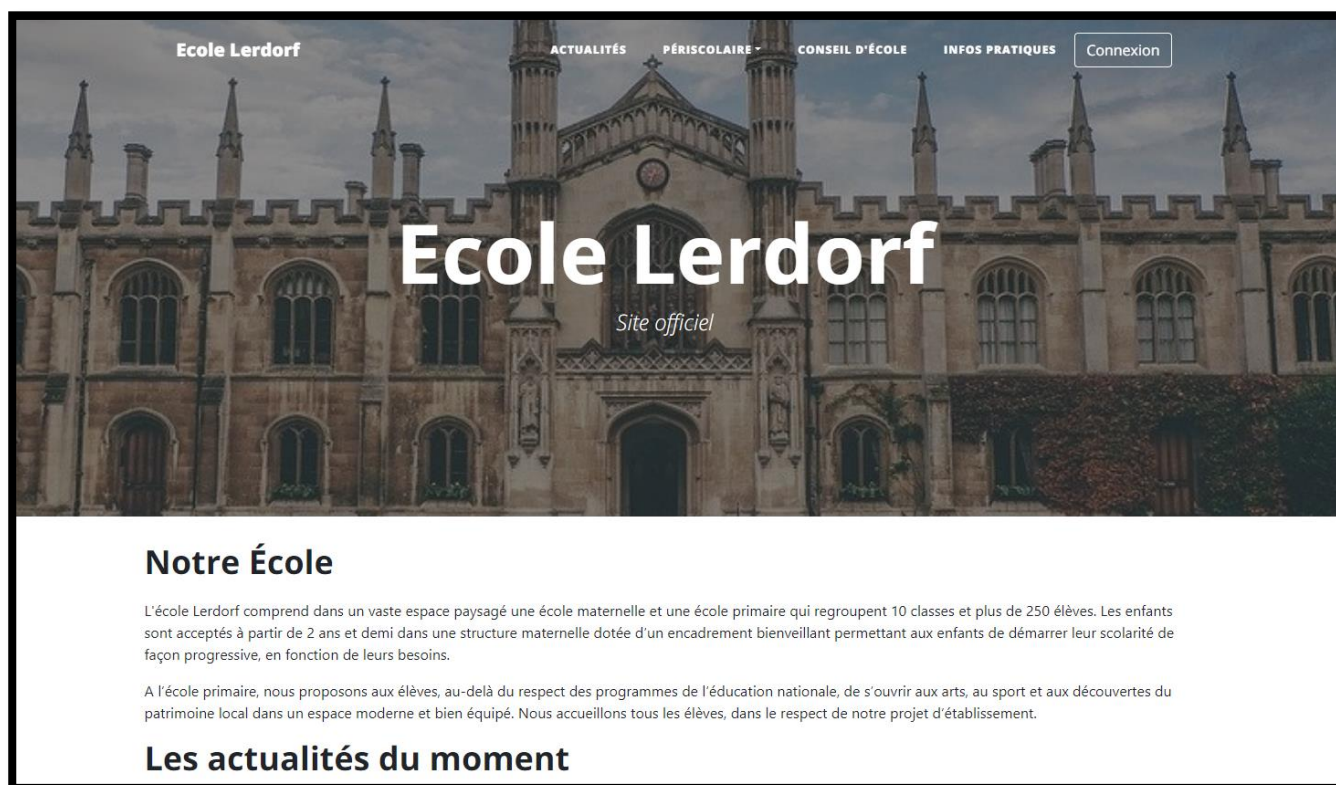 Ecole Lerdorf
ACTUALITÉS PÉRISCOLAIRE CONSEIL D'ÉCOLE INFOS PRATIQUES Connexion
Ecole Lerdorf
Site officiel
Notre École
L'école Lerdorf comprend dans un vaste espace paysagé une école maternelle et une école primaire qui regroupent 10 classes et plus de 250 élèves. Les enfants
sont acceptés à partir de 2 ans et demi dans une structure maternelle dotée d'un encadrement bienveillant permettant aux enfants de démarrer leur scolarité de
façon progressive, en fonction de leurs besoins.
A l'école primaire, nous proposons aux élèves, au-delà du respect des programmes de l'éducation nationale, de s'ouvrir aux arts, au sport et aux découvertes du
patrimoine local dans un espace moderne et bien équipé. Nous accueillons tous les élèves, dans le respect de notre projet d'établissement.
Les actualités du moment